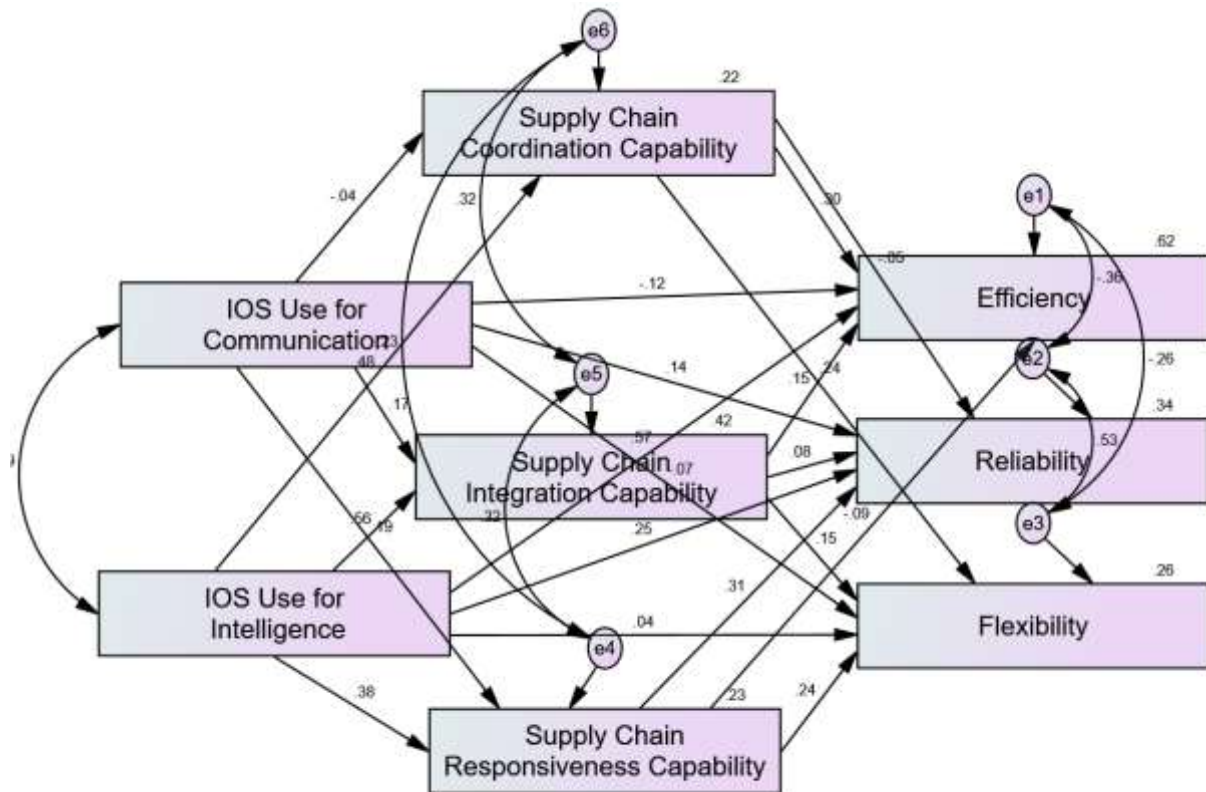 e6
.22
Supply Chain
Coordination Capability
-.04
.32
.30
e1
.62
-.05
-.36
Efficiency
IOS Use for
Communication
-.12
.48
e5
e2
.14
.15
.24
-.26
.34
.17
.57
.42
.53
Supply Chain
Integration Capability
.07
.08
Reliability
.56
.19
.25
-.09
.15
e3
.31
.26
IOS Use for
Intelligence
.04
e4
Flexibility
.38
.23
.24
Supply Chain
Responsiveness Capability